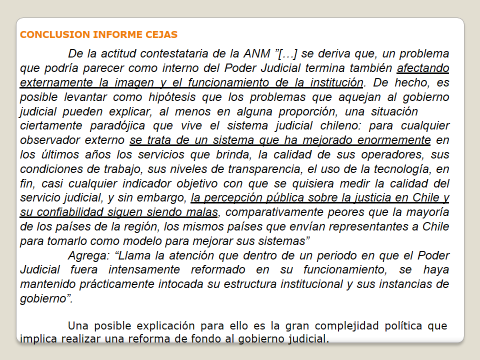 CONCLUSION INFORME CEJAS
De la actitud contestataria de la ANM "[…] se deriva que, un problema
que podría parecer como interno del Poder Judicial termina también afectando
externamente la imagen y el funcionamiento de la institución. De hecho, es
posible levantar como hipótesis que los problemas que aquejan al gobierno
judicial pueden explicar, al menos en alguna proporción, una situación
ciertamente paradójica que vive el sistema judicial chileno: para cualquier
observador externo se trata de un sistema que ha mejorado enormemente en
los últimos años los servicios que brinda, la calidad de sus operadores, sus
condiciones de trabajo, sus niveles de transparencia, el uso de la tecnología, en
fin, casi cualquier indicador objetivo con que se quisiera medir la calidad del
servicio judicial, y sin embargo, la percepción pública sobre la justicia en Chile y
su confiabilidad siguen siendo malas, comparativamente peores que la mayoría
de los países de la región, los mismos países que envían representantes a Chile
para tomarlo como modelo para mejorar sus sistemas"
Agrega: "Llama la atención que dentro de un periodo en que el Poder
Judicial fuera intensamente reformado en su funcionamiento, se haya
mantenido prácticamente intocada su estructura institucional y sus instancias de
gobierno".
Una posible explicación para ello es la gran complejidad política que
implica realizar una reforma de fondo al gobierno judicial.